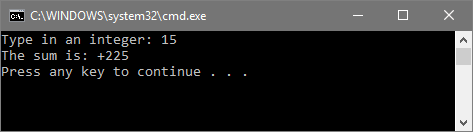 C:\WINDOWS\system32\cmd.exe
Type in an integer: 15
The sum is: +225
Press any key to continue . . .